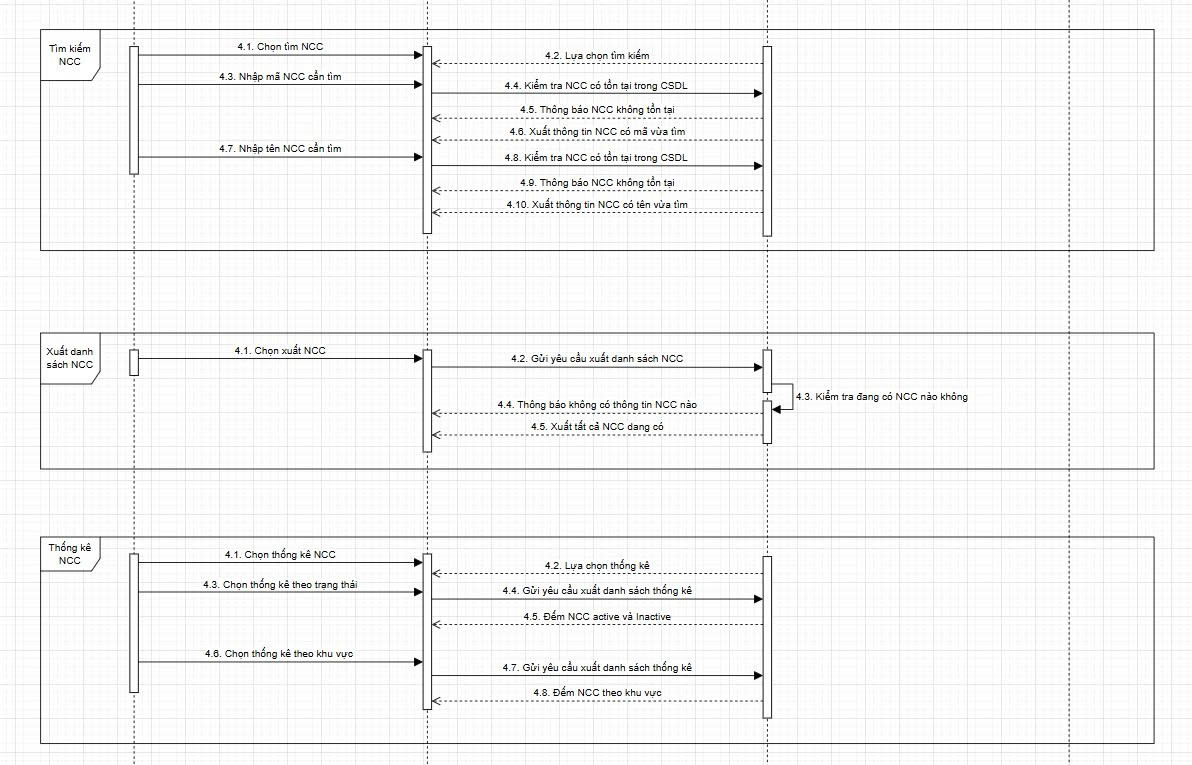 Tìm kiếm
NCC
4.1. Chọn tìm NCC
4.2. Lựa chọn tìm kiếm
4.3. Nhập mã NCC cần tìm
4.4. Kiểm tra NCC có tồn tại trong CSDL
4.5. Thông báo NCC không tồn tại
4.6. Xuất thông tin NCC có mã vừa tìm
4.7. Nhập tên NCC cần tìm
4.8. Kiểm tra NCC có tồn tại trong CSDL
4.9. Thông báo NCC không tồn tại
4.10. Xuất thông tin NCC có tên vừa tìm
Xuất danh
sách NCC
4.1. Chọn xuất NCC
4.2. Gửi yêu cầu xuất danh sách NCC
4.3. Kiểm tra đang có NCC nào không
4.4. Thông báo không có thông tin NCC nào
4.5. Xuất tất cả NCC dang có
Thống kê
NCC
4.1. Chọn thống kê NCC
4.2. Lựa chọn thống kê
4.3. Chọn thống kê theo trạng thái
4.4. Gửi yêu cầu xuất danh sách thống kê
4.5. Đếm NCC active và Inactive
4.6. Chọn thống kê theo khu vực
4.7. Gửi yêu cầu xuất danh sách thống kê
4.8. Đếm NCC theo khu vực